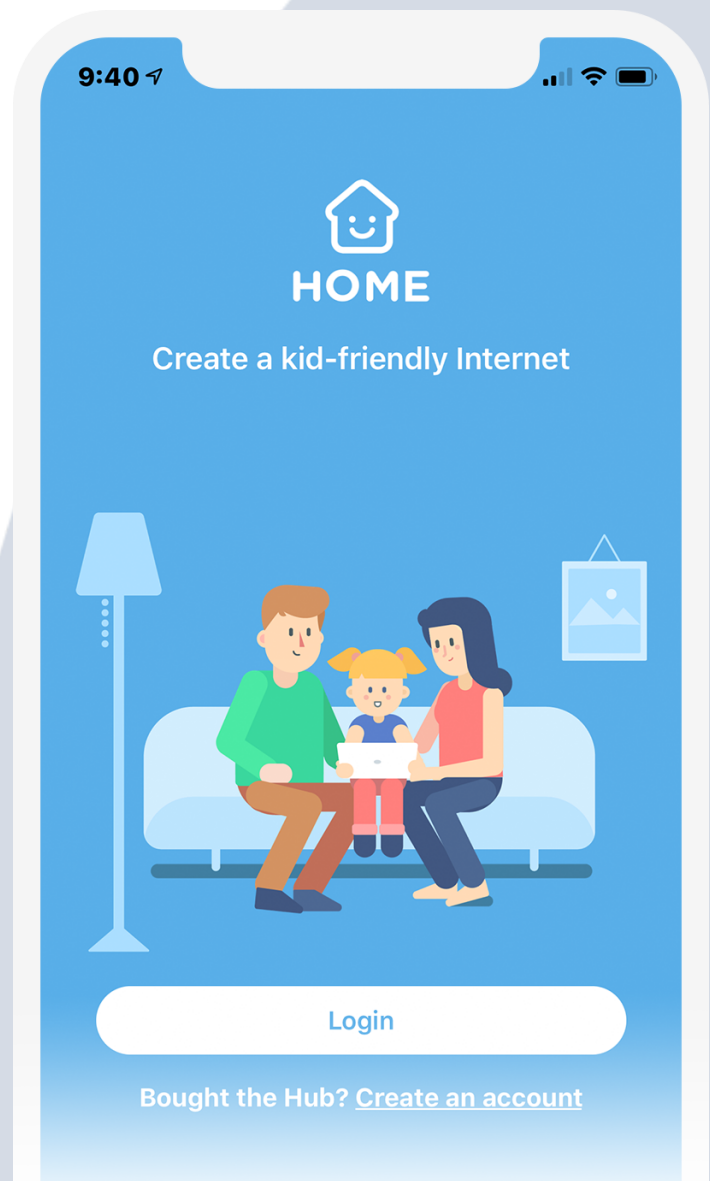 9:40
HOME
Create a kid-friendly Internet
Login
Bought the Hub? Create an account